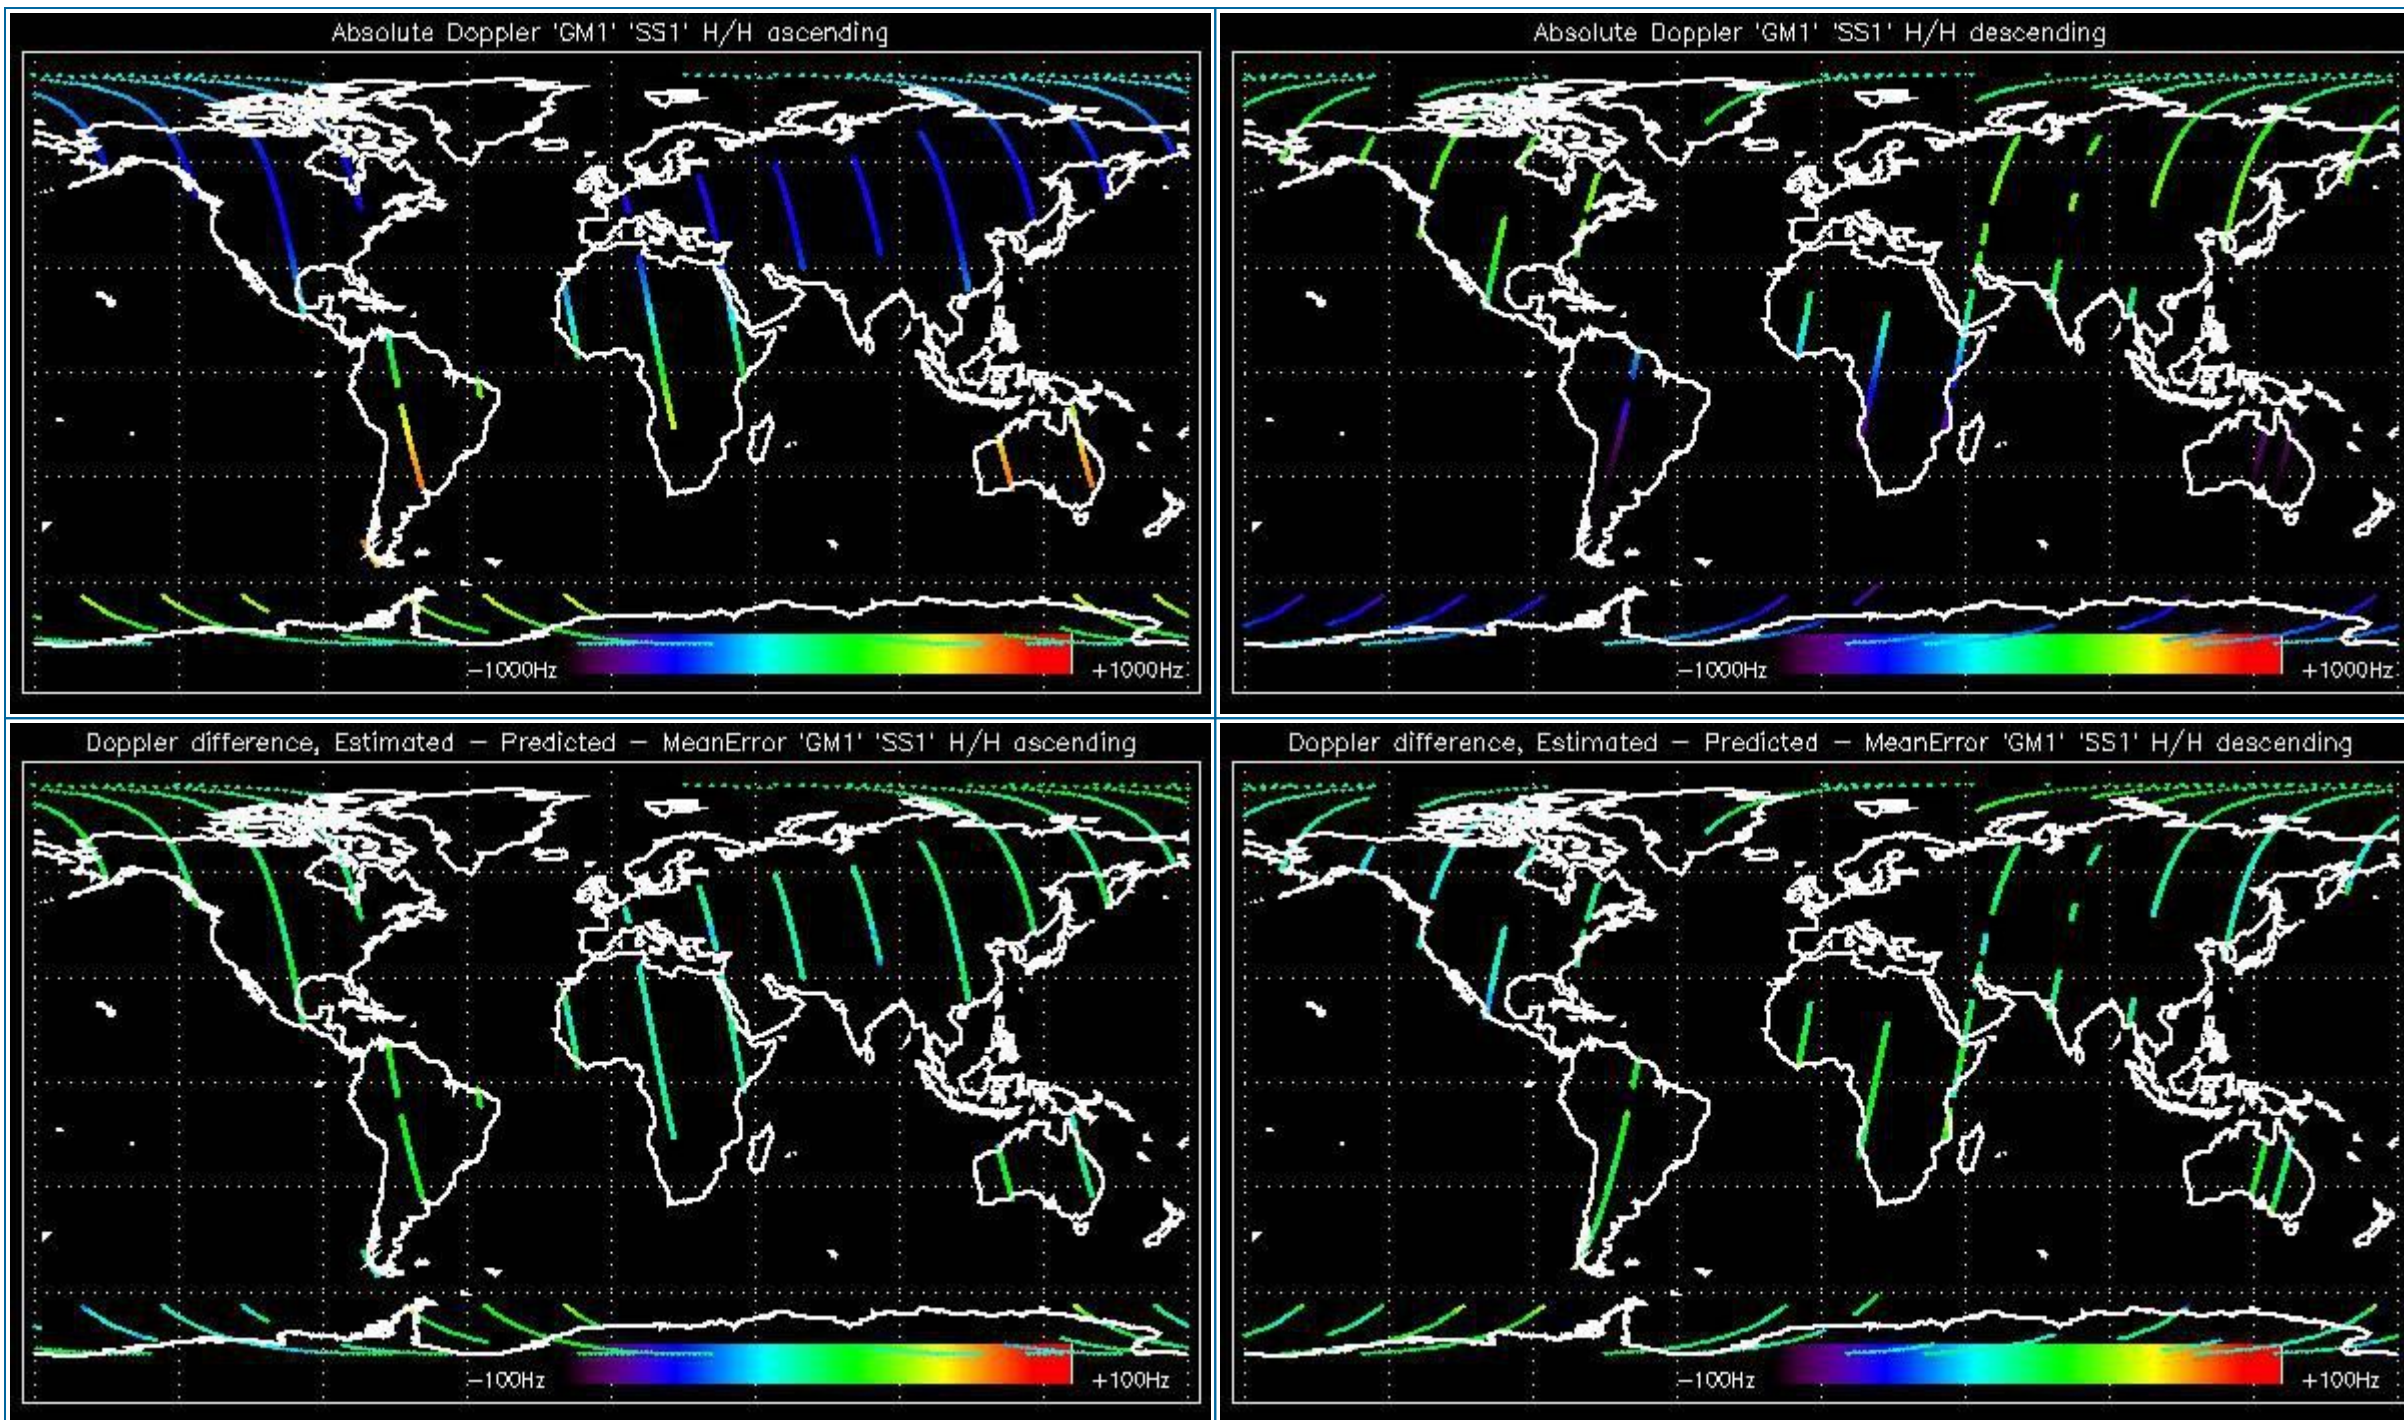 Absolute Doppler 'GM1' 'SS1' H/H ascending
-1000Hz
+1000Hz
Absolute Doppler 'GM1' 'SS1' H/H descending
-1000Hz
+1000Hz
Doppler difference, Estimated - Predicted - MeanError 'GM1' 'SS1' H/H ascending
-100Hz
+100Hz
Doppler difference, Estimated - Predicted - MeanError 'GM1' 'SS1' H/H descending
-100Hz
+100Hz